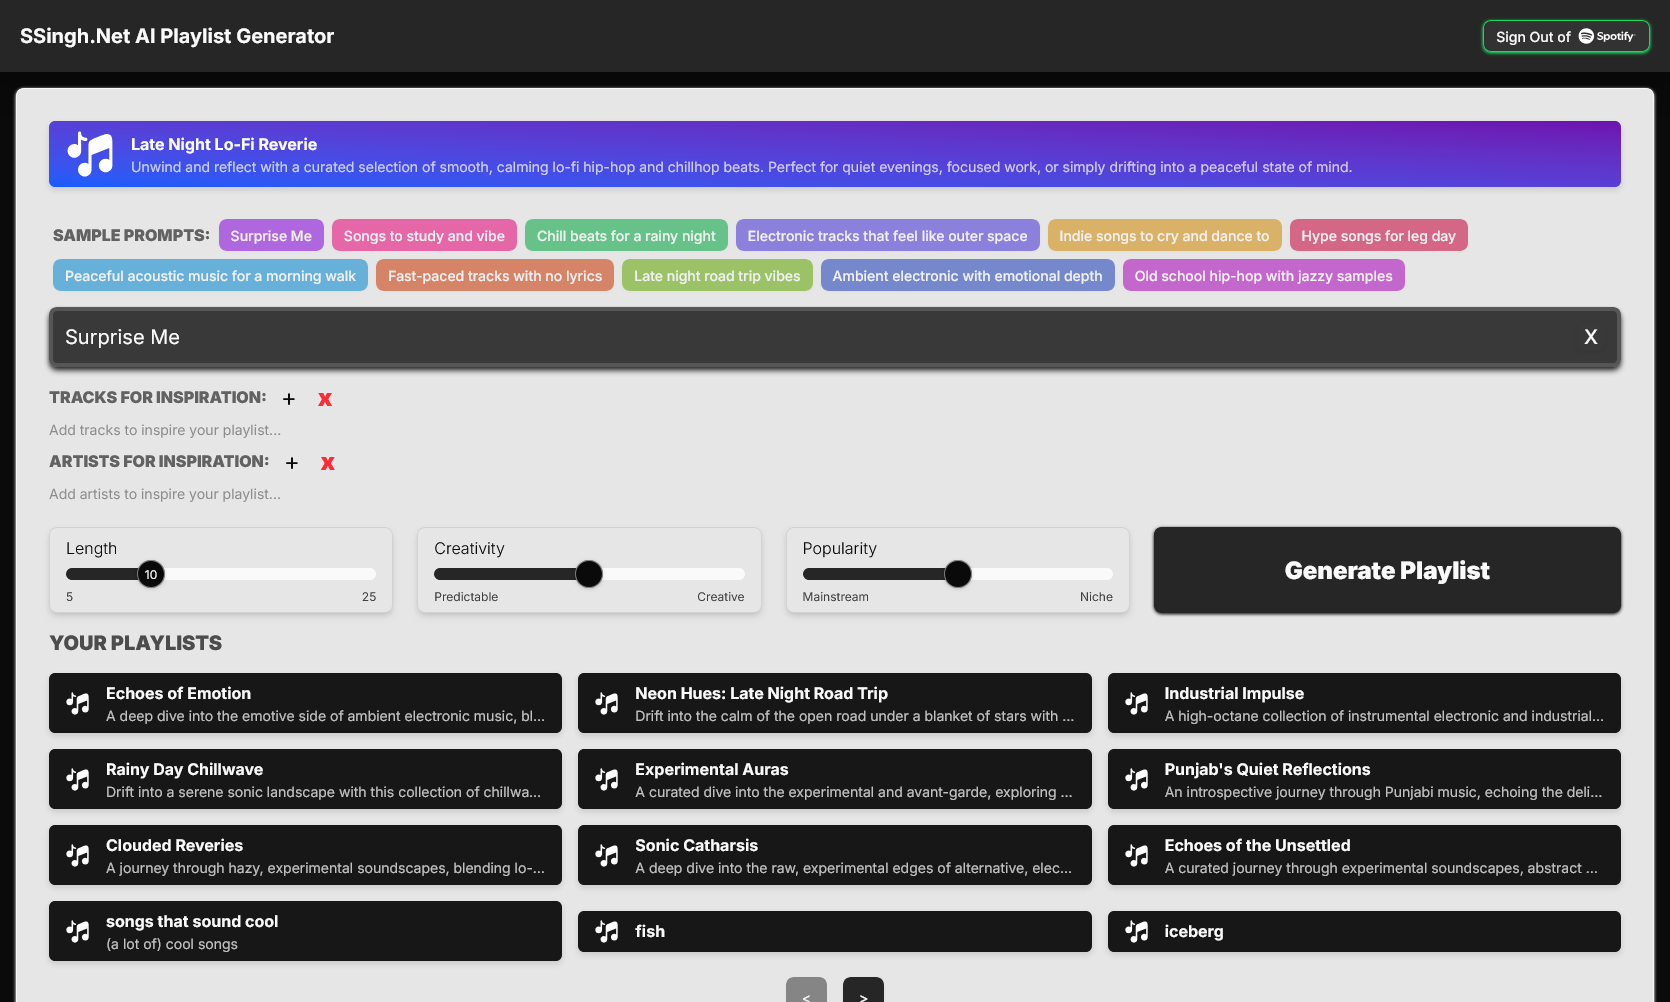 SSingh.Net AI Playlist Generator
Sign Out of Spotify
Late Night Lo-Fi Reverie
Unwind and reflect with a curated selection of smooth, calming lo-fi hip-hop and chillhop beats. Perfect for quiet evenings, focused work, or simply drifting into a peaceful state of mind.
SAMPLE PROMPTS: Surprise Me Songs to study and vibe Chill beats for a rainy night Electronic tracks that feel like outer space Indie songs to cry and dance to Hype songs for leg day
Peaceful acoustic music for a morning walk Fast-paced tracks with no lyrics Late night road trip vibes Ambient electronic with emotional depth Old school hip-hop with jazzy samples
Surprise Me X
TRACKS FOR INSPIRATION: + X
Add tracks to inspire your playlist...
ARTISTS FOR INSPIRATION: + X
Add artists to inspire your playlist...
Length
10
5 25
Creativity
Predictable Creative
Popularity
Mainstream Niche
Generate Playlist
YOUR PLAYLISTS
Echoes of Emotion
A deep dive into the emotive side of ambient electronic music, bl...
Neon Hues: Late Night Road Trip
Drift into the calm of the open road under a blanket of stars with ...
Industrial Impulse
A high-octane collection of instrumental electronic and industrial...
Rainy Day Chillwave
Drift into a serene sonic landscape with this collection of chillwa...
Experimental Auras
A curated dive into the experimental and avant-garde, exploring ...
Punjab's Quiet Reflections
An introspective journey through Punjabi music, echoing the deli...
Clouded Reveries
A journey through hazy, experimental soundscapes, blending lo-...
Sonic Catharsis
A deep dive into the raw, experimental edges of alternative, elec...
Echoes of the Unsettled
A curated journey through experimental soundscapes, abstract ...
songs that sound cool
(a lot of) cool songs
fish
iceberg
< >